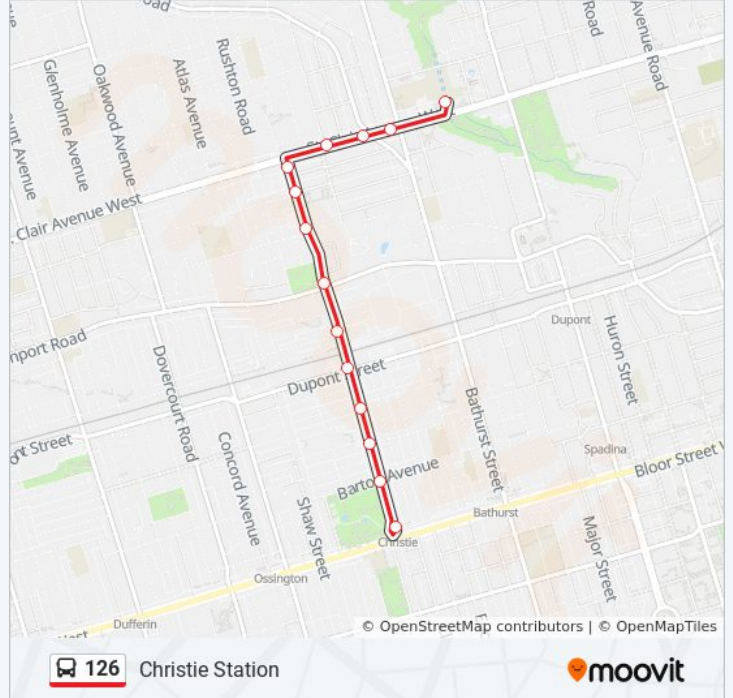 Road
Road
Avenue Road
Rushton Road
Atlas Avenue
Oakwood Avenue
Glenholme Avenue
Clair Avenue West
Dupont
Huron Street
Dovercourt Road
Dupont Street
Bathurst Street
Concord Avenue
Barton Avenue
Spadina
Bloor Street
Shaw Street
Bathurst
Major Street
Christie
Ossington
Dufferin
© OpenStreetMap contributors | © OpenMapTiles
126 Christie Station
moovit